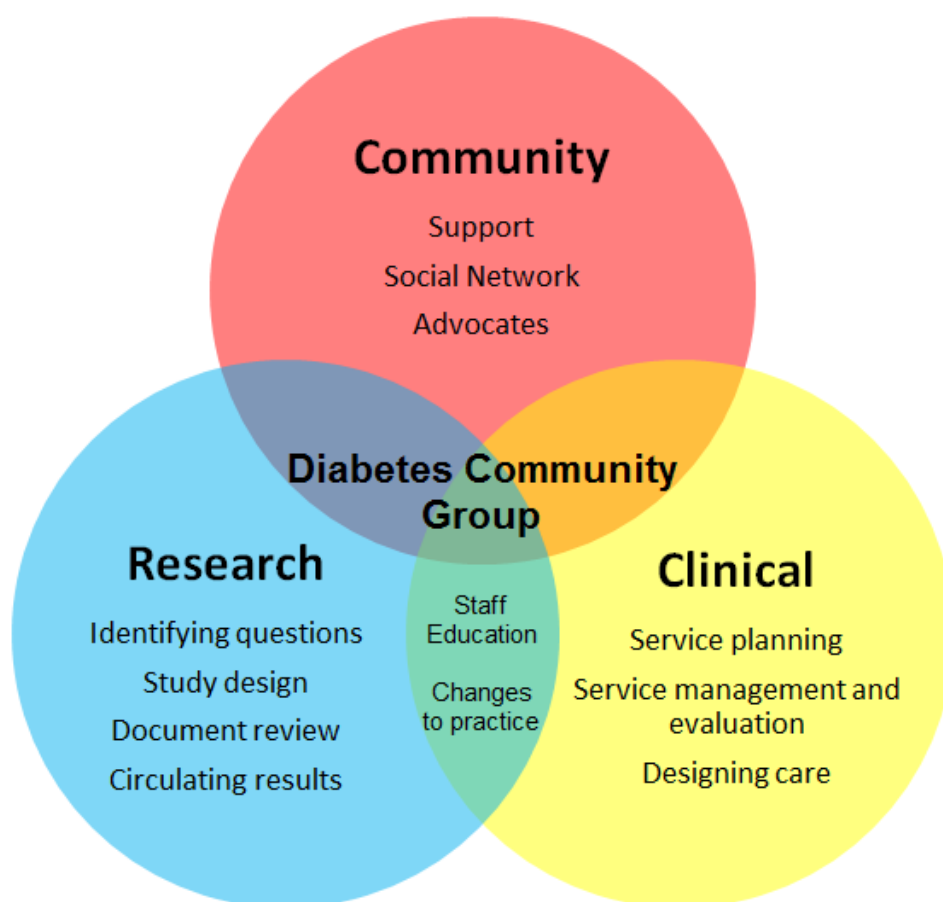 Community
Support
Social Network
Advocates
Diabetes Community
Group
Research
Identifying questions
Study design
Document review
Circulating results
Staff
Education
Changes
to practice
Clinical
Service planning
Service management and
evaluation
Designing care